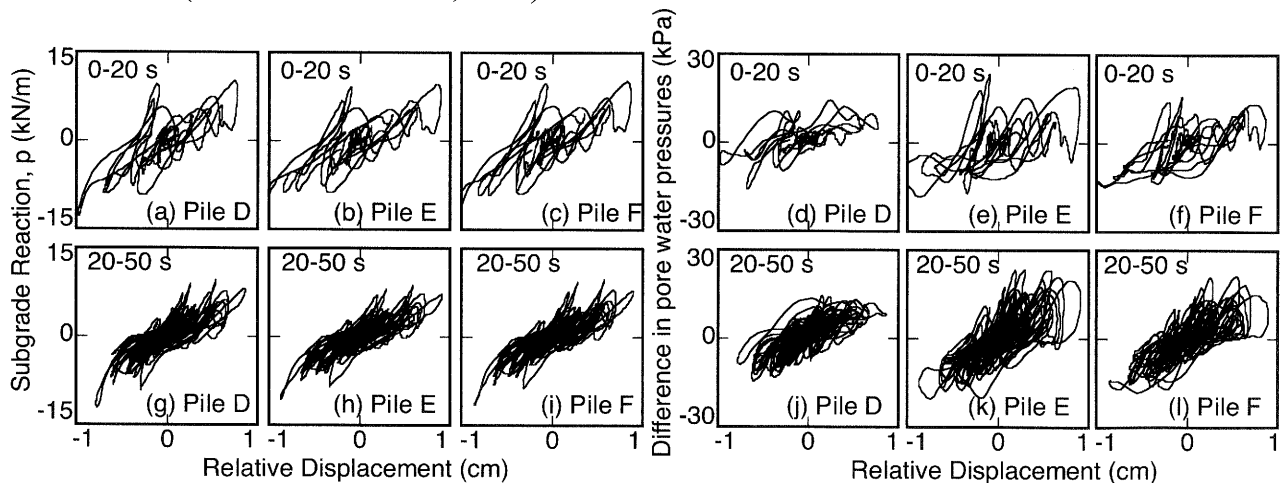 Subgrade Reaction, p (kN/m)
15
0
-15
0-20 s
(a) Pile D
0-20 s
(b) Pile E
0-20 s
(c) Pile F
15
0
-15
20-50 s
(g) Pile D
20-50 s
(h) Pile E
20-50 s
(i) Pile F
-1 0 1
-1 0 1
-1 0 1
Relative Displacement (cm)
Difference in pore water pressures (kPa)
30
0
-30
0-20 s
(d) Pile D
0-20 s
(e) Pile E
0-20 s
(f) Pile F
30
0
-30
20-50 s
(j) Pile D
20-50 s
(k) Pile E
20-50 s
(l) Pile F
-1 0 1
-1 0 1
-1 0 1
Relative Displacement (cm)